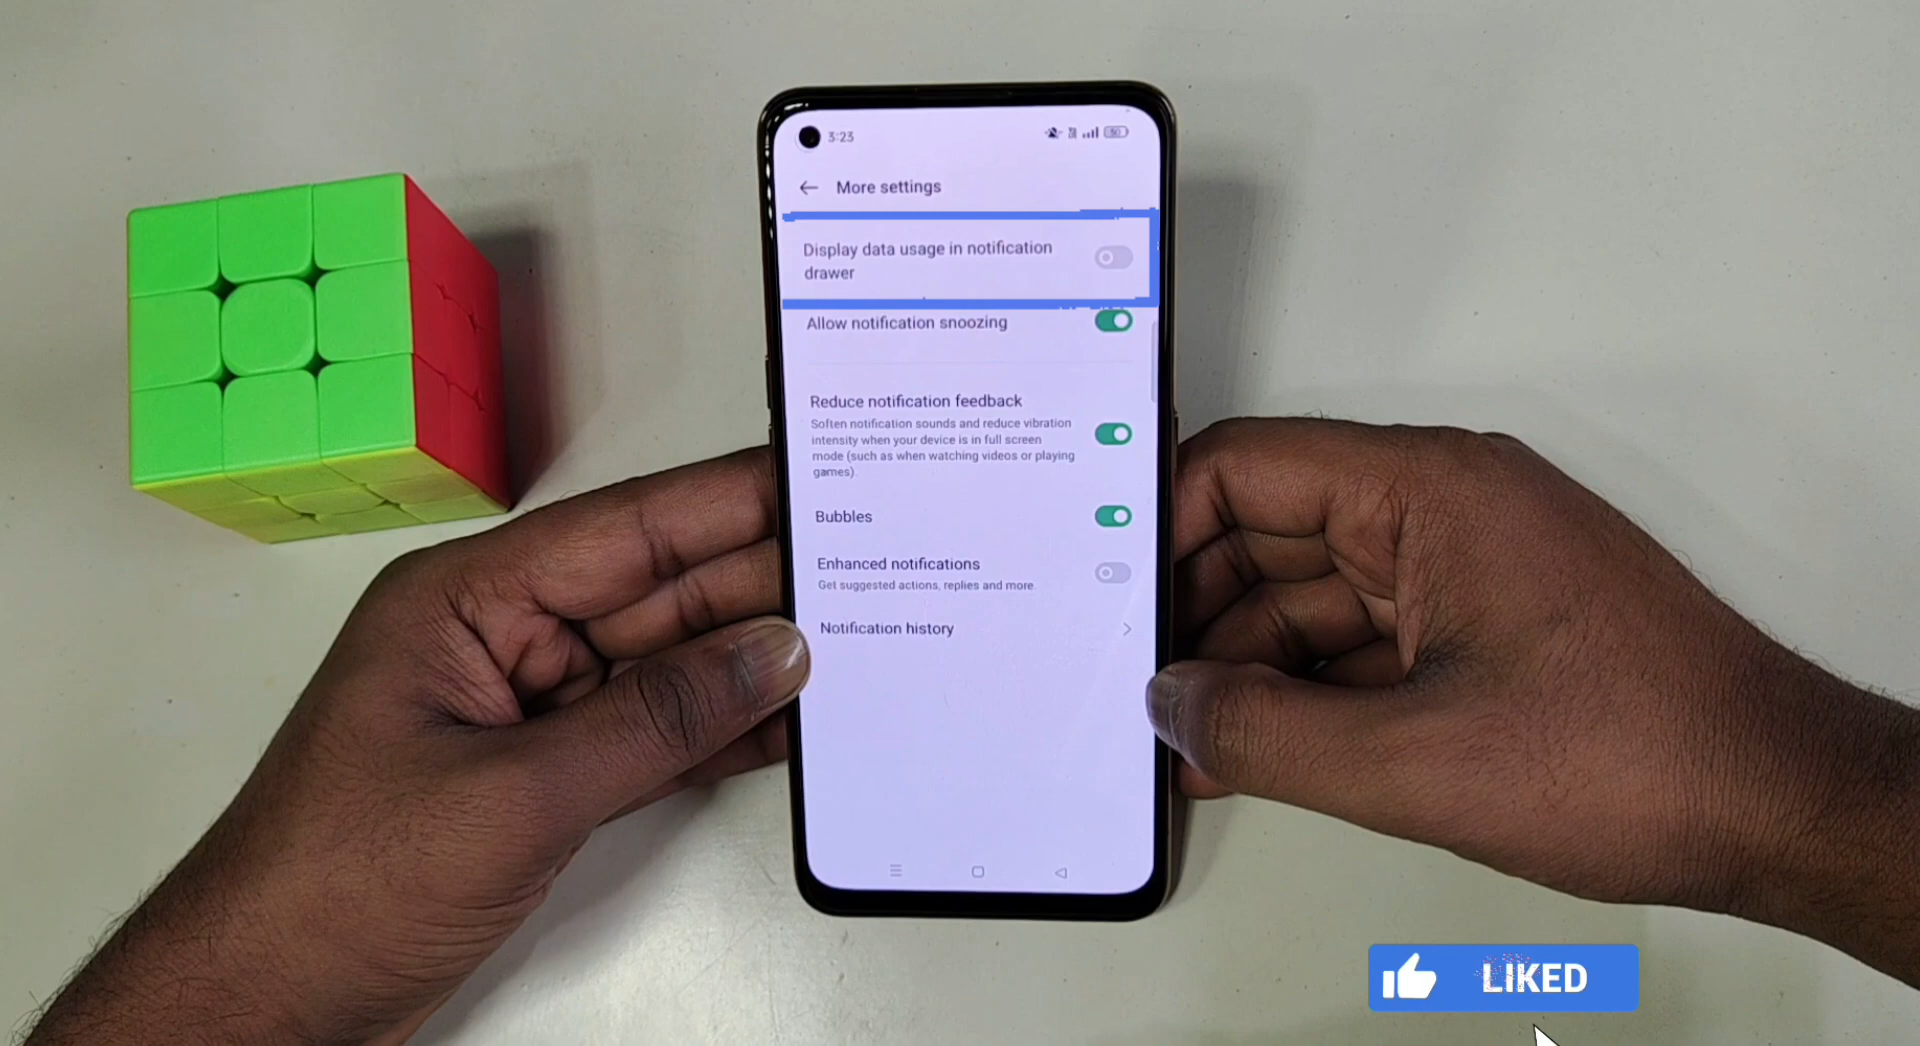 3:23
50
More settings
Display data usage in notification
drawer
Allow notification snoozing
Reduce notification feedback
Soften notification sounds and reduce vibration
intensity when your device is in full screen
mode (such as when watching videos or playing
games).
Bubbles
Enhanced notifications
Get suggested actions, replies and more.
Notification history
LIKED